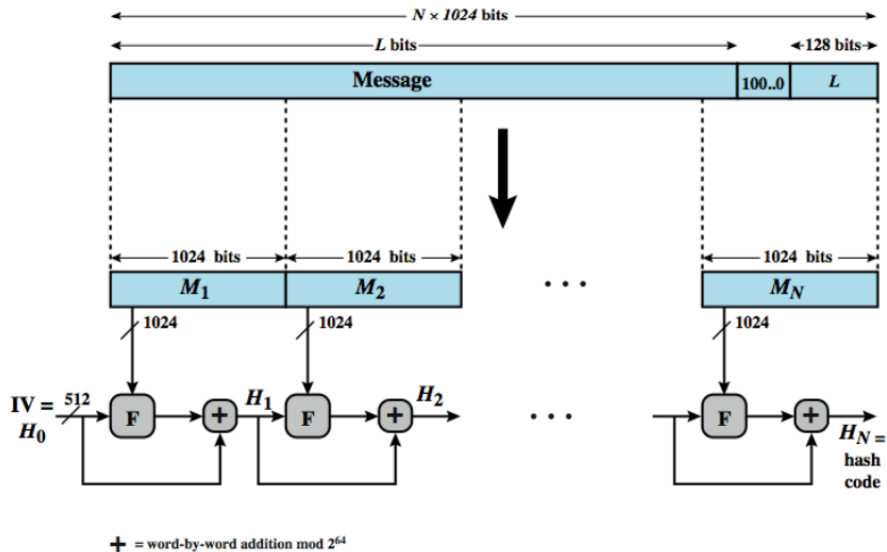 N × 1024 bits
L bits
128 bits
Message
100..0
L
1024 bits
1024 bits
1024 bits
M1
M2
• • •
MN
1024
1024
1024
IV =
H0
512
F
+
H1
F
+
H2
• • •
F
+
HN =
hash
code
+ = word-by-word addition mod 2^64